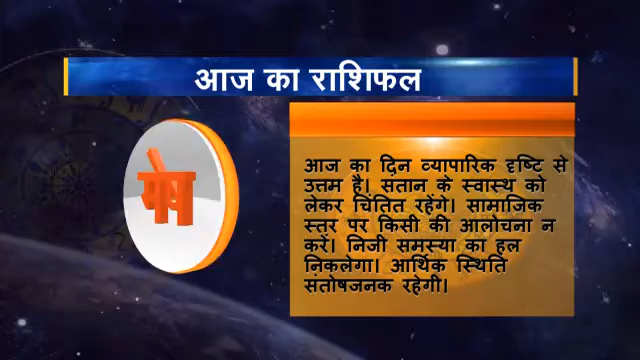 आज का राशिफल
मेष
आज का दिन व्यापारिक दृष्टि से
उत्तम है। संतान के स्वास्थ को
लेकर चिंतित रहेंगे। सामाजिक
स्तर पर किसी की आलोचना न
करें। निजी समस्या का हल
निकलेगा। आर्थिक स्थिति
संतोषजनक रहेगी।